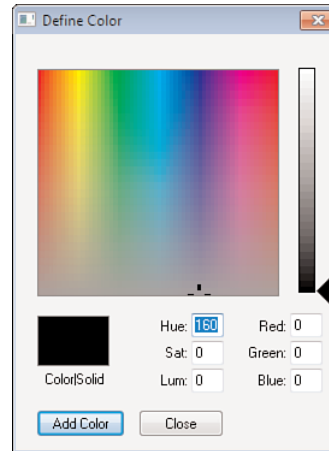 Define Color
Hue: 160 Red: 0
Sat: 0 Green: 0
Color|Solid Lum: 0 Blue: 0
Add Color Close